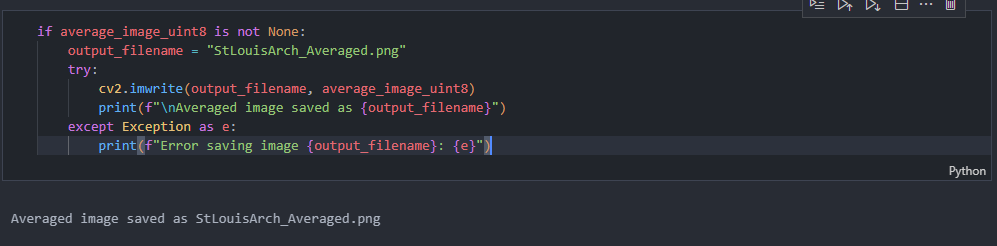 if average_image_uint8 is not None:
    output_filename = "StLouisArch_Averaged.png"
    try:
        cv2.imwrite(output_filename, average_image_uint8)
        print(f"\nAveraged image saved as {output_filename}")
    except Exception as e:
        print(f"Error saving image {output_filename}: {e}")
Python
Averaged image saved as StLouisArch_Averaged.png